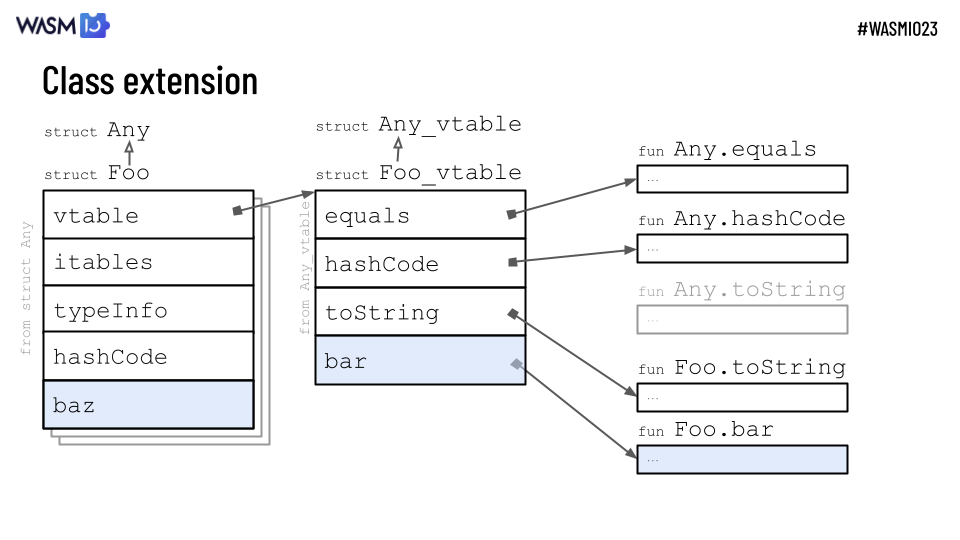 WASM IO
#WASMIO23
Class extension
struct Any
struct Foo
from struct Any
vtable
itables
typeInfo
hashCode
baz
struct Any_vtable
struct Foo_vtable
from Any_vtable
equals
hashCode
toString
bar
fun Any.equals
...
fun Any.hashCode
...
fun Any.toString
...
fun Foo.toString
...
fun Foo.bar
...